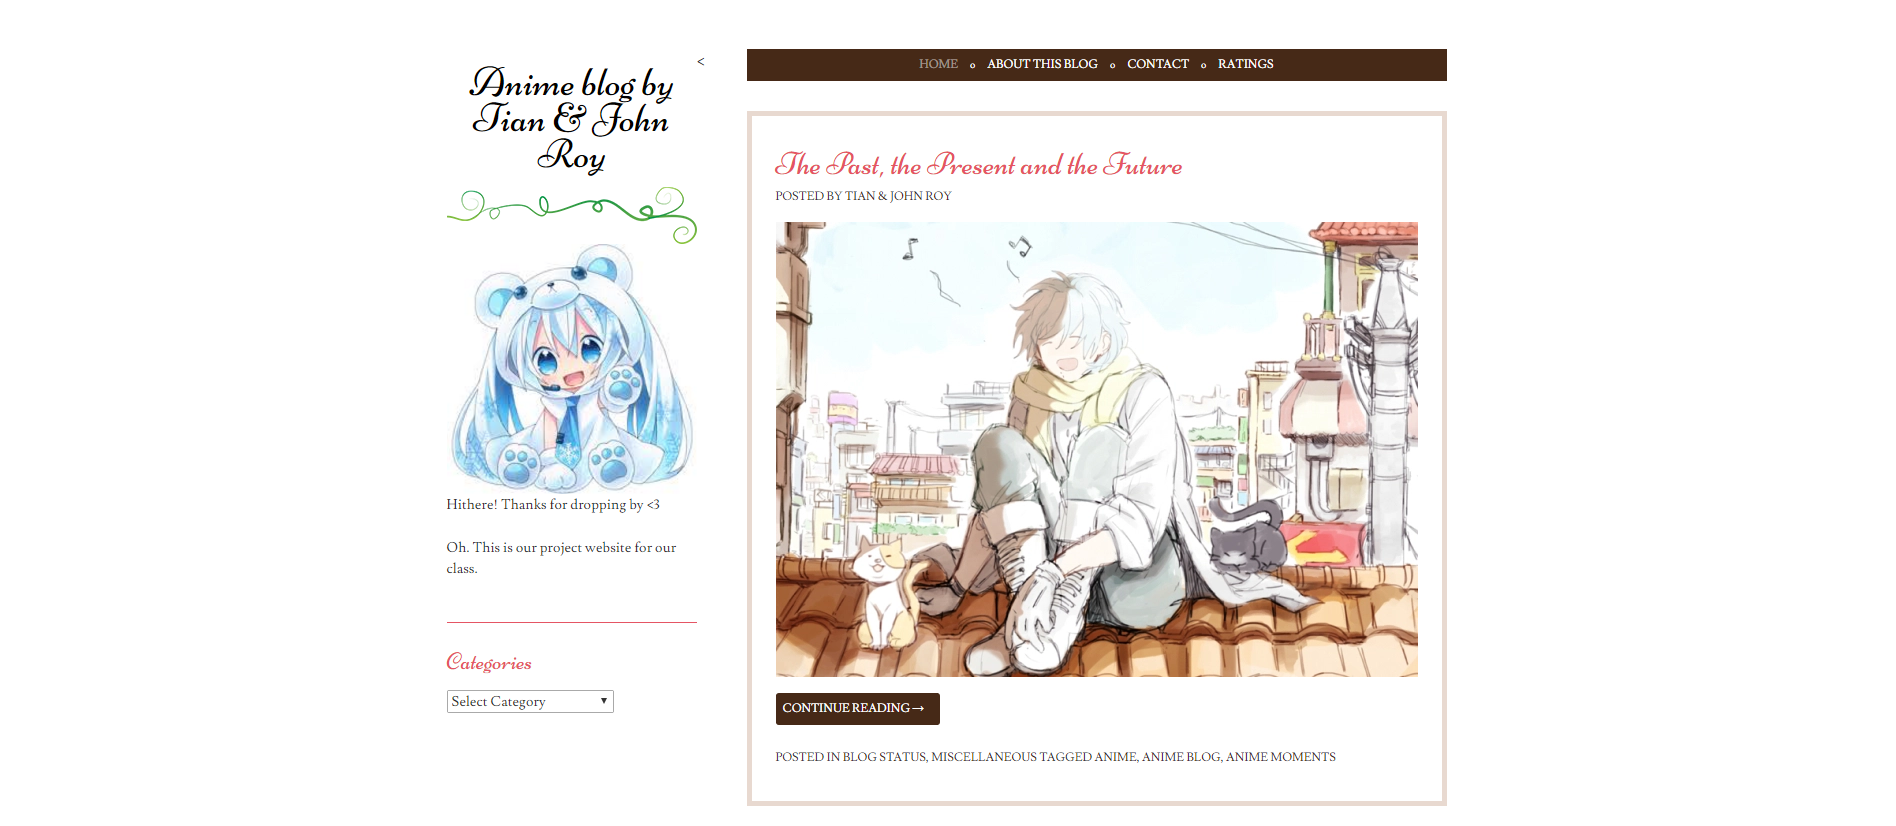 Anime blog by
Tian & John
Roy
<
Hithere! Thanks for dropping by <3
Oh. This is our project website for our
class.
Categories
Select Category
HOME
ABOUT THIS BLOG
CONTACT
RATINGS
The Past, the Present and the Future
POSTED BY TIAN & JOHN ROY
CONTINUE READING →
POSTED IN BLOG STATUS, MISCELLANEOUS TAGGED ANIME, ANIME BLOG, ANIME MOMENTS